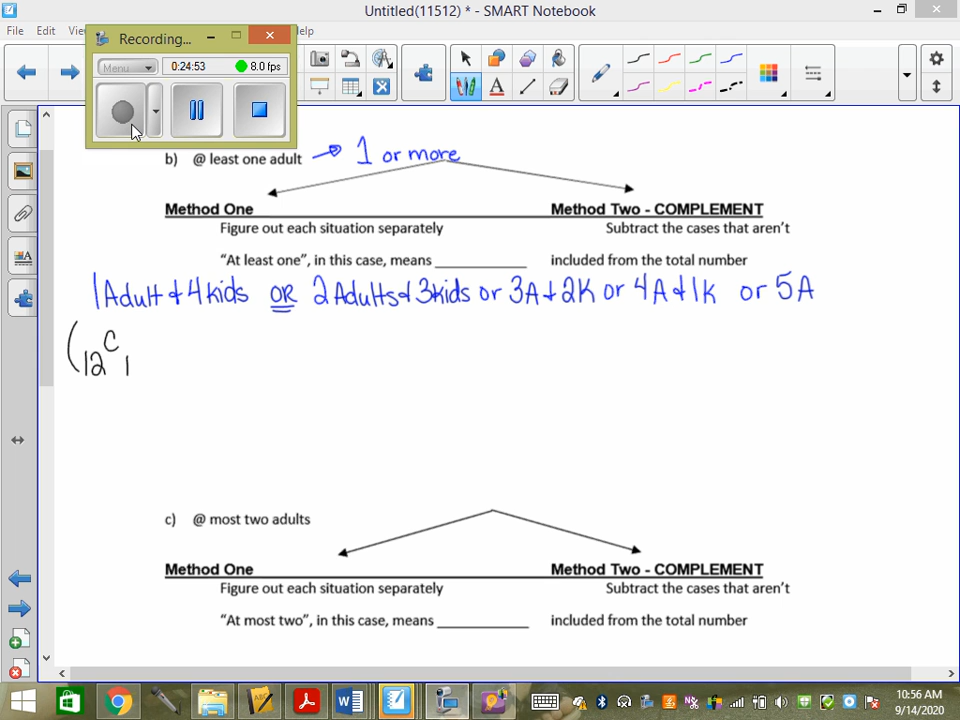 Untitled(11512) * - SMART Notebook
File Edit Vie elp
Recording...
Menu 0:24:53 8.0 fps
b) @ least one adult → 1 or more
Method One Method Two - COMPLEMENT
Figure out each situation separately Subtract the cases that aren't
"At least one", in this case, means __________ included from the total number
1 Adult & 4 kids OR 2 Adults & 3 kids or 3A + 2K or 4A + 1K or 5A
(12C1
c) @ most two adults
Method One Method Two - COMPLEMENT
Figure out each situation separately Subtract the cases that aren't
"At most two", in this case, means __________ included from the total number
10:56 AM
9/14/2020